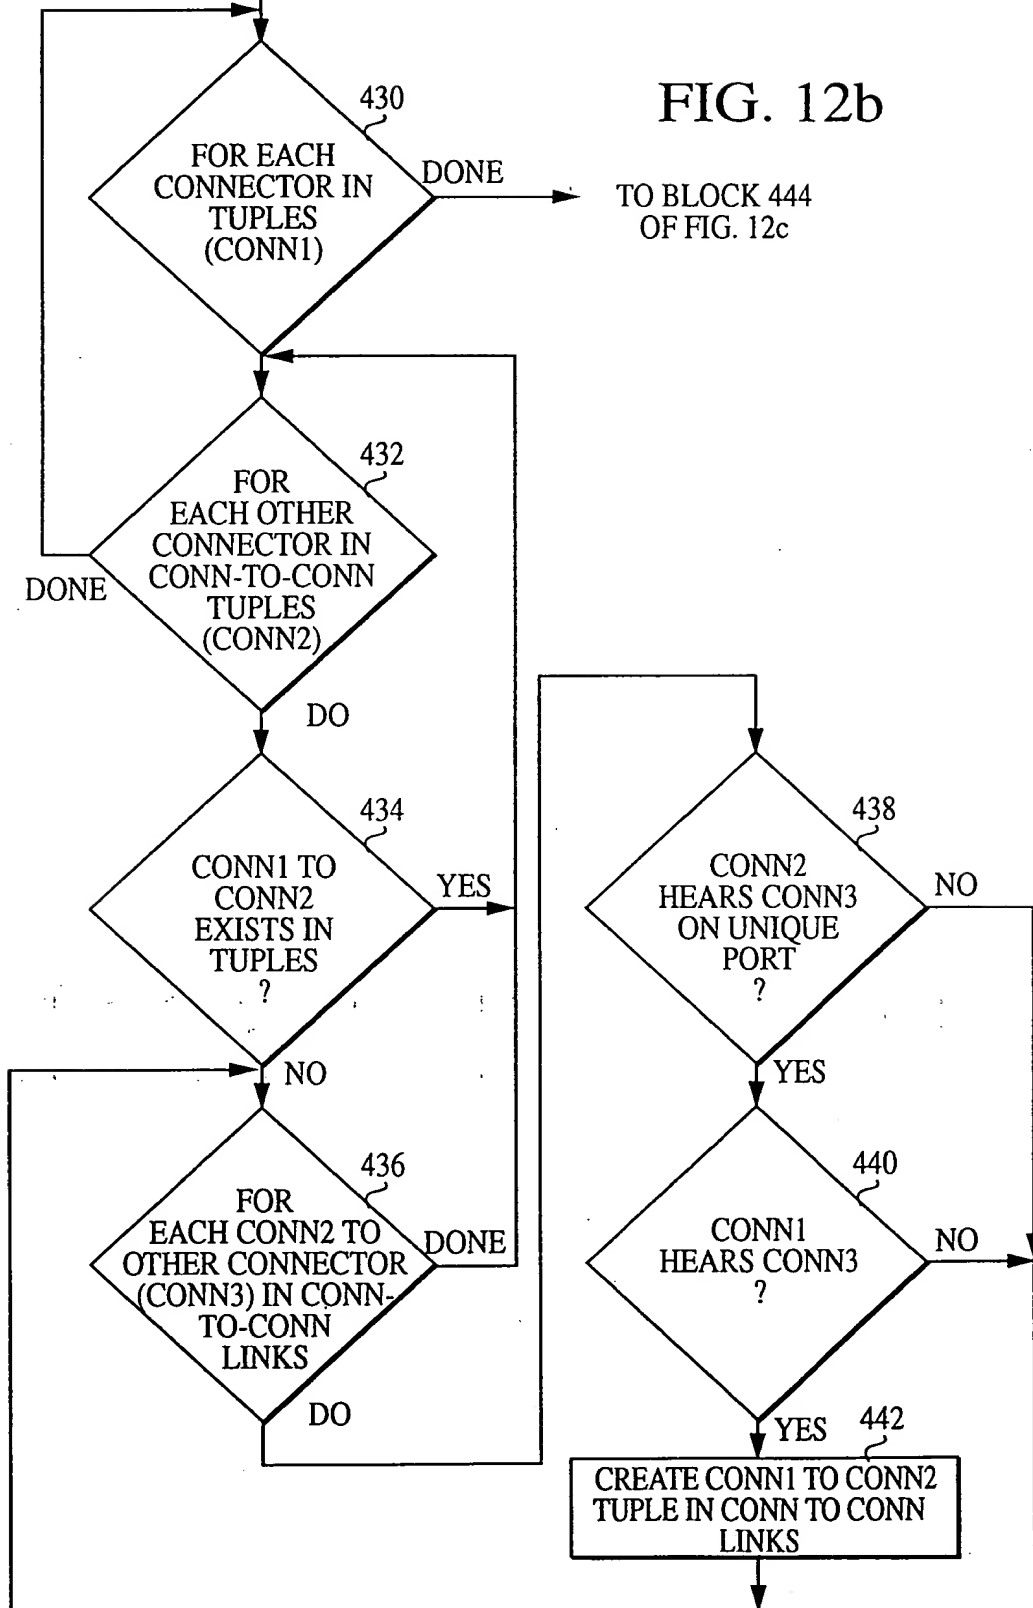 FIG. 12b
430
FOR EACH
CONNECTOR IN
TUPLES
(CONN1)
DONE
TO BLOCK 444
OF FIG. 12c
432
FOR
EACH OTHER
CONNECTOR IN
CONN-TO-CONN
TUPLES
(CONN2)
DONE
DO
434
CONN1 TO
CONN2
EXISTS IN
TUPLES
?
YES
NO
436
FOR
EACH CONN2 TO
OTHER CONNECTOR
(CONN3) IN CONN-
TO-CONN
LINKS
DONE
DO
438
CONN2
HEARS CONN3
ON UNIQUE
PORT
?
NO
YES
440
CONN1
HEARS CONN3
?
NO
YES
442
CREATE CONN1 TO CONN2
TUPLE IN CONN TO CONN
LINKS